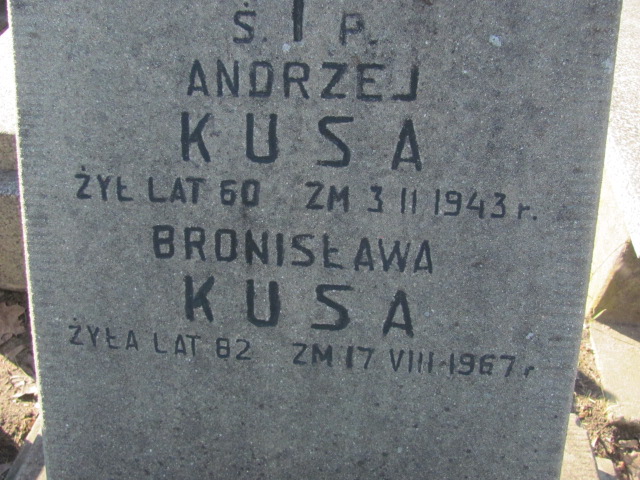 Ś. P.
ANDRZEJ
KUSA
ŻYŁ LAT 60 ZM 3 II 1943 r.
BRONISŁAWA
KUSA
ŻYŁA LAT 82 ZM 17 VIII 1967 r